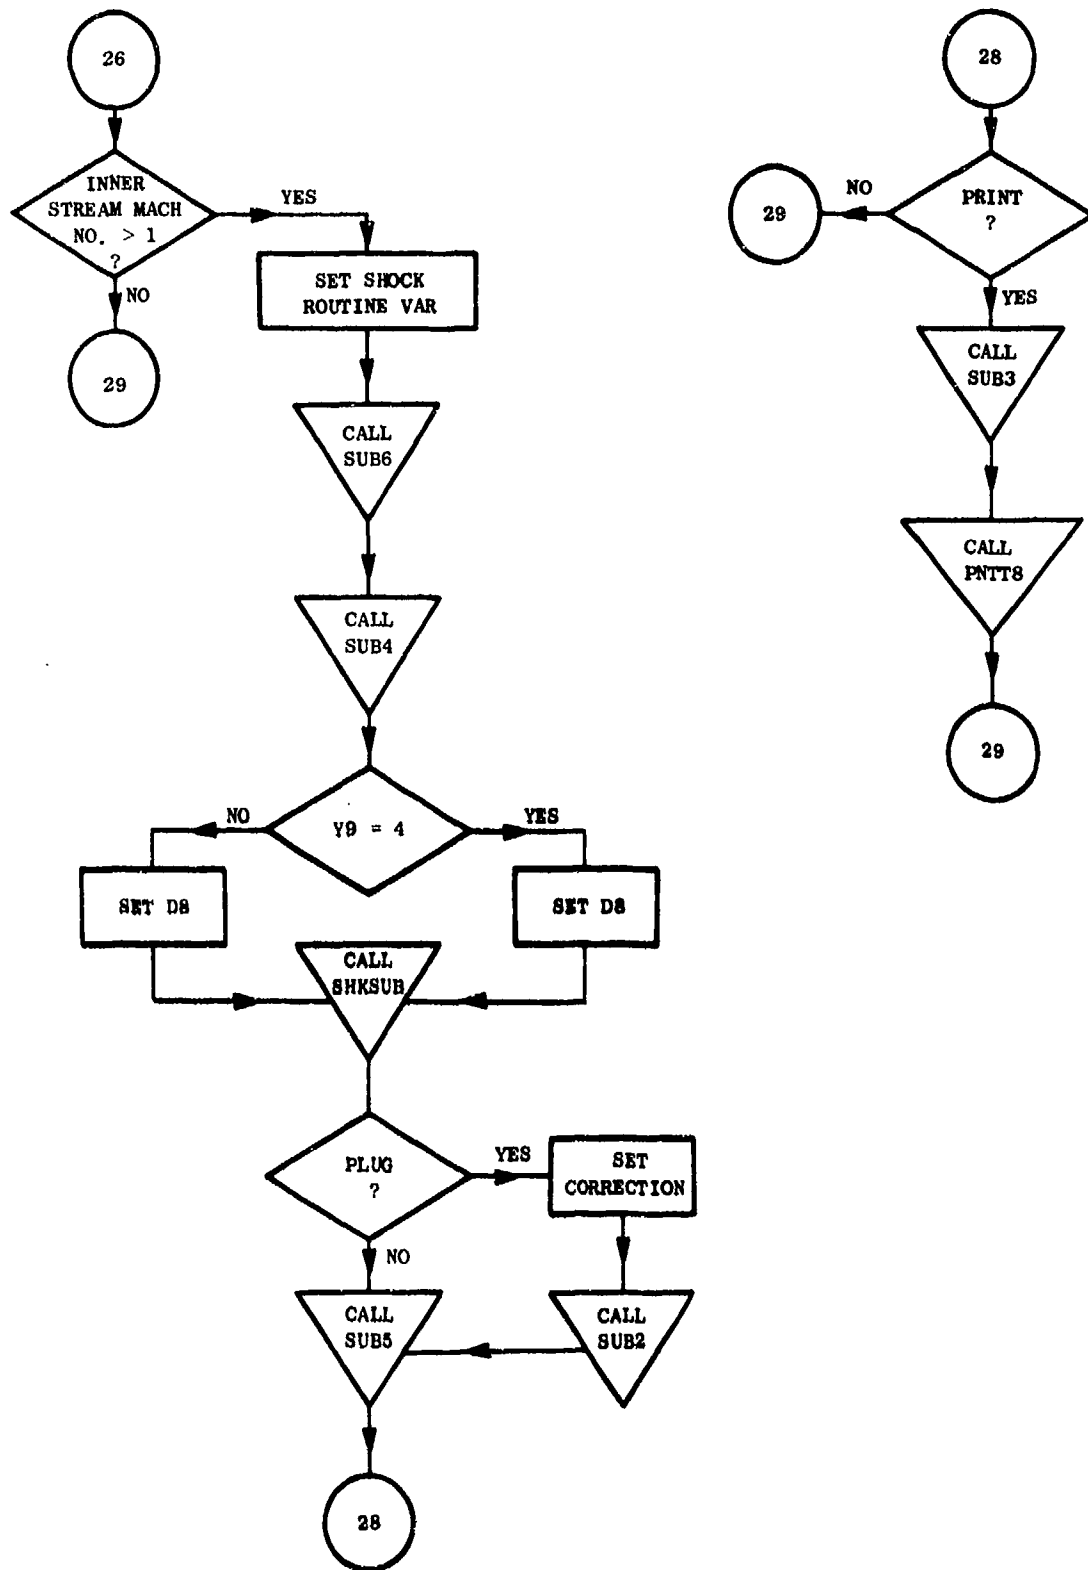 26
INNER
STREAM MACH
NO. > 1
?
YES
NO
29
SET SHOCK
ROUTINE VAR
CALL
SUB6
CALL
SUB4
Y9 = 4
NO
YES
SET D8
SET D8
CALL
SHKSUB
PLUG
?
YES
SET
CORRECTION
NO
CALL
SUB5
CALL
SUB2
28
28
PRINT
?
NO
29
YES
CALL
SUB3
CALL
PNTT8
29